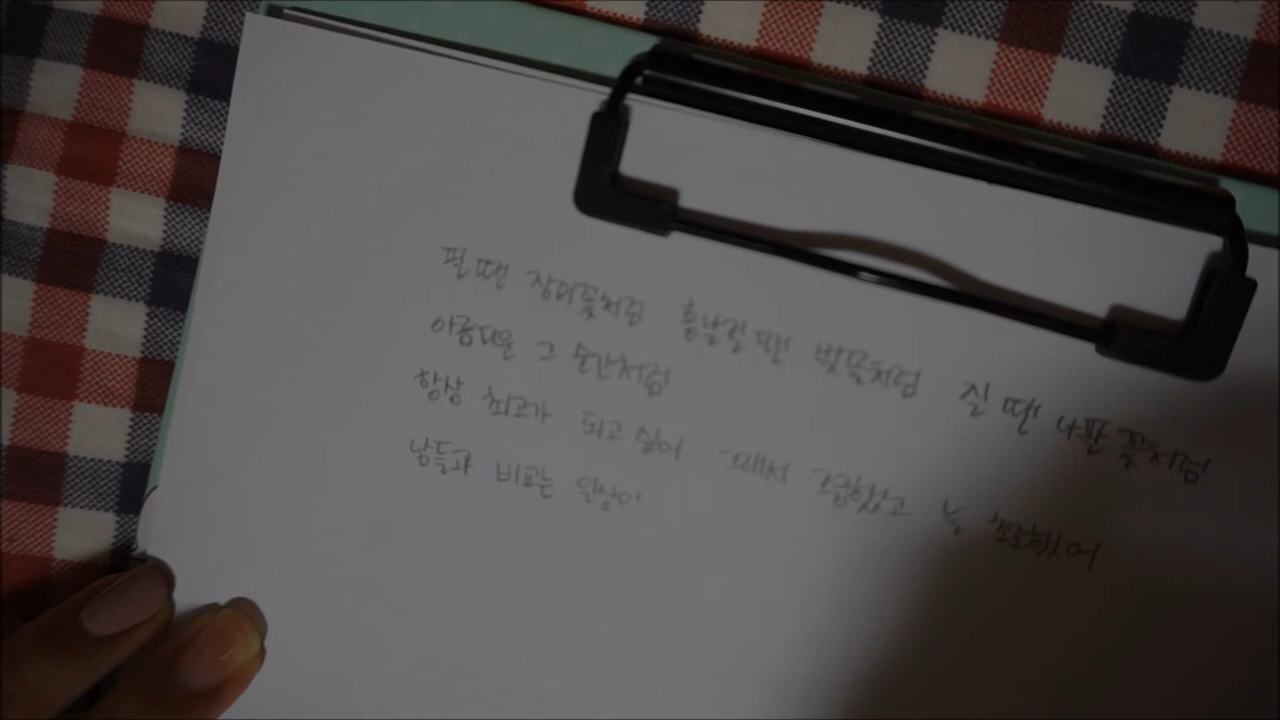 필 땐 장미꽃처럼 흩날릴 땐 벚꽃처럼 질 땐 나팔꽃처럼
아름다운 그 순간처럼
항상 최고가 되고 싶어 그래서 조급했었고 늘 초조했어
남들과 비교는 일상이